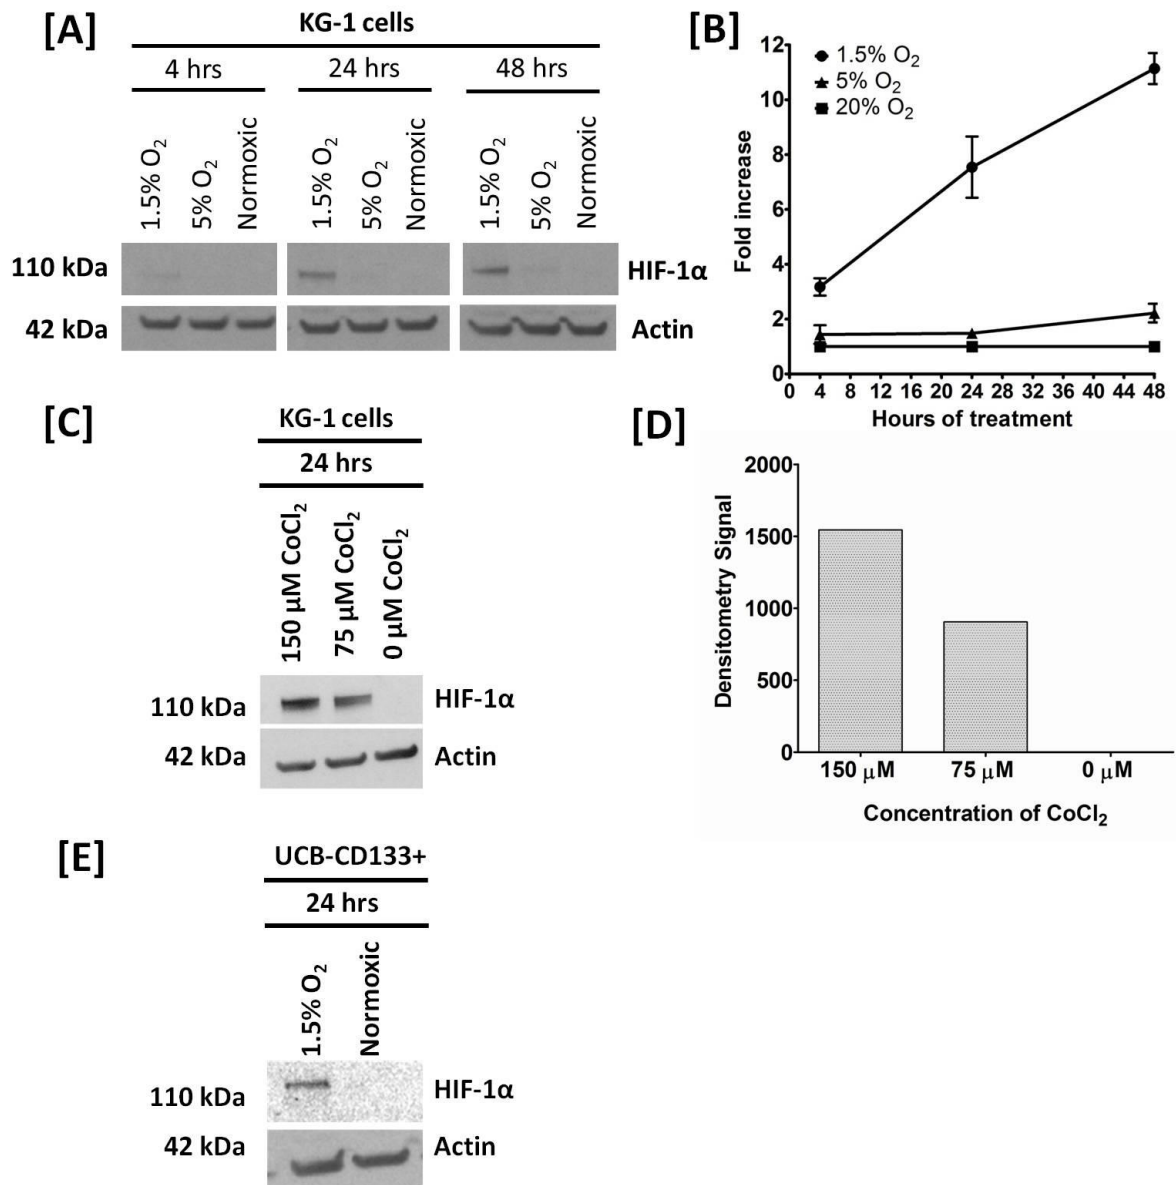 [A]
KG-1 cells
4 hrs 24 hrs 48 hrs
1.5% O₂ 5% O₂ Normoxic 1.5% O₂ 5% O₂ Normoxic 1.5% O₂ 5% O₂ Normoxic
110 kDa HIF-1α
42 kDa Actin
[B]
12
10
8
6
4
2
0
Fold increase
1.5% O₂
5% O₂
20% O₂
0 4 8 12 16 20 24 28 32 36 40 44 48
Hours of treatment
[C]
KG-1 cells
24 hrs
150 µM CoCl₂ 75 µM CoCl₂ 0 µM CoCl₂
110 kDa HIF-1α
42 kDa Actin
[D]
2000
1500
1000
500
0
Densitometry Signal
150 µM 75 µM 0 µM
Concentration of CoCl₂
[E]
UCB-CD133+
24 hrs
1.5% O₂ Normoxic
110 kDa HIF-1α
42 kDa Actin